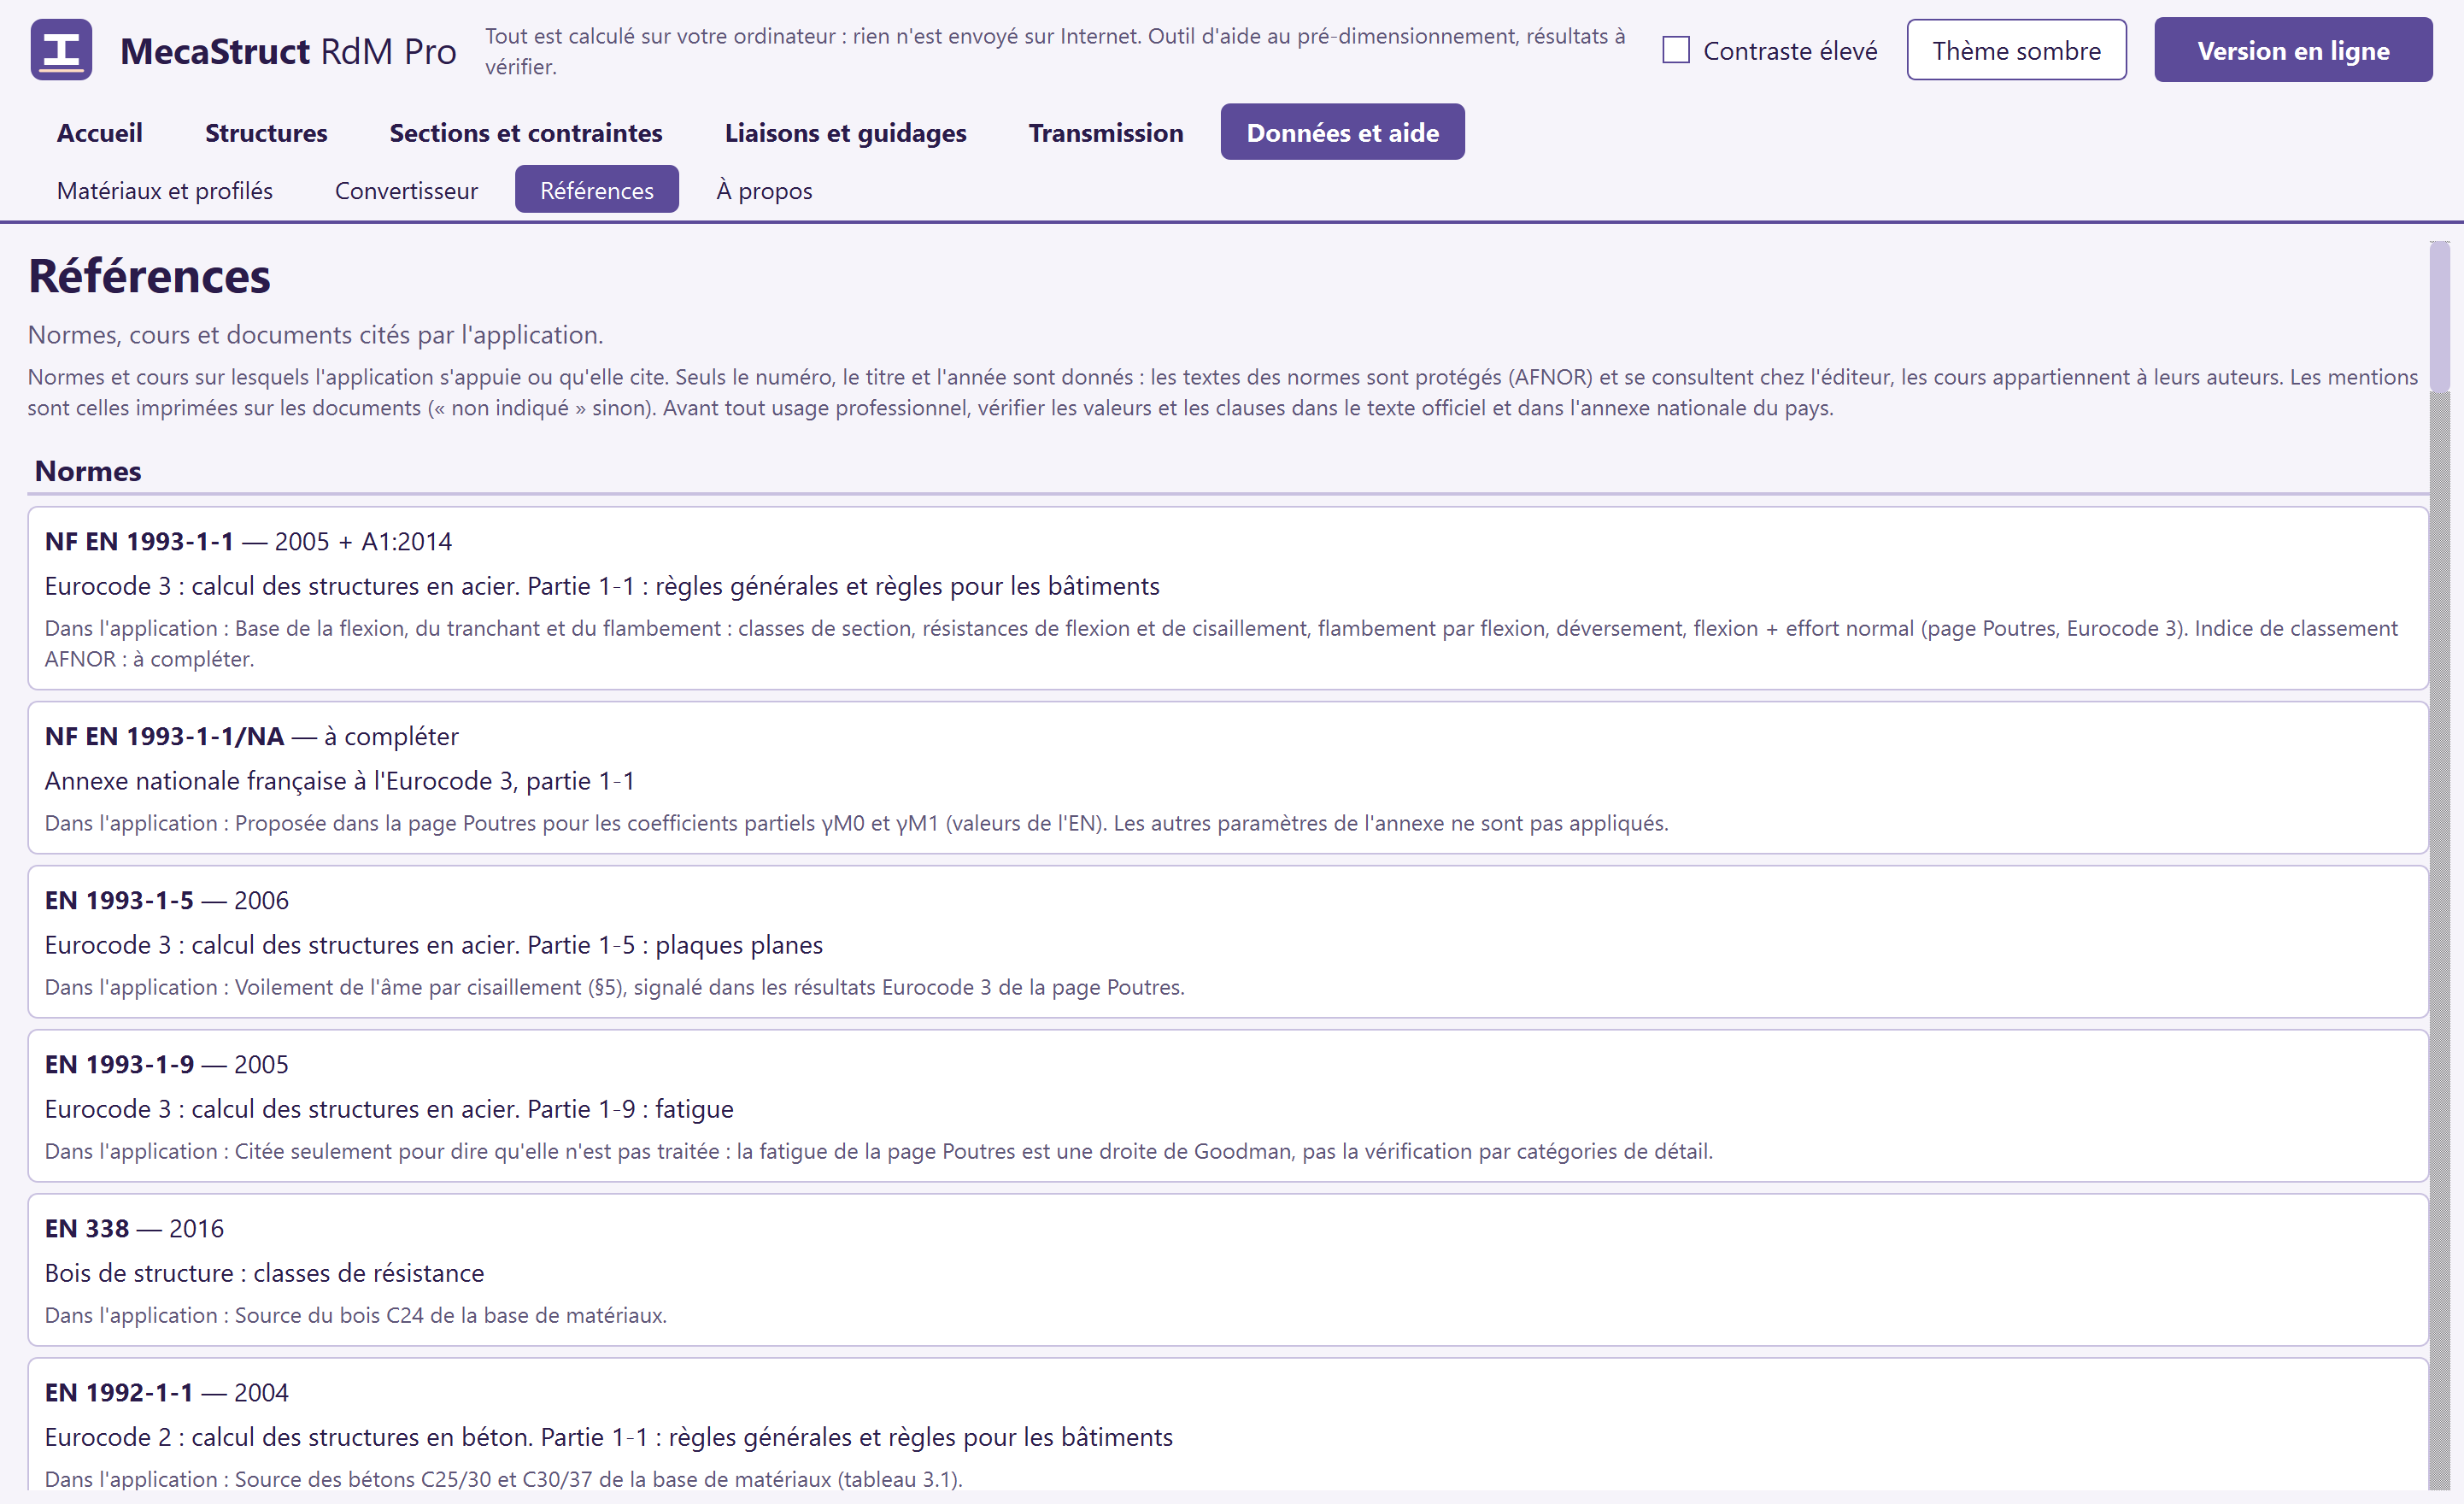 MecaStruct RdM Pro
Tout est calculé sur votre ordinateur : rien n'est envoyé sur Internet. Outil d'aide au pré-dimensionnement, résultats à
vérifier.
Contraste élevé
Thème sombre
Version en ligne
Accueil
Structures
Sections et contraintes
Liaisons et guidages
Transmission
Données et aide
Matériaux et profilés
Convertisseur
Références
À propos
Références
Normes, cours et documents cités par l'application.
Normes et cours sur lesquels l'application s'appuie ou qu'elle cite. Seuls le numéro, le titre et l'année sont donnés : les textes des normes sont protégés (AFNOR) et se consultent chez l'éditeur, les cours appartiennent à leurs auteurs. Les mentions
sont celles imprimées sur les documents (« non indiqué » sinon). Avant tout usage professionnel, vérifier les valeurs et les clauses dans le texte officiel et dans l'annexe nationale du pays.
Normes
NF EN 1993-1-1 — 2005 + A1:2014
Eurocode 3 : calcul des structures en acier. Partie 1-1 : règles générales et règles pour les bâtiments
Dans l'application : Base de la flexion, du tranchant et du flambement : classes de section, résistances de flexion et de cisaillement, flambement par flexion, déversement, flexion + effort normal (page Poutres, Eurocode 3). Indice de classement
AFNOR : à compléter.
NF EN 1993-1-1/NA — à compléter
Annexe nationale française à l'Eurocode 3, partie 1-1
Dans l'application : Proposée dans la page Poutres pour les coefficients partiels γM0 et γM1 (valeurs de l'EN). Les autres paramètres de l'annexe ne sont pas appliqués.
EN 1993-1-5 — 2006
Eurocode 3 : calcul des structures en acier. Partie 1-5 : plaques planes
Dans l'application : Voilement de l'âme par cisaillement (§5), signalé dans les résultats Eurocode 3 de la page Poutres.
EN 1993-1-9 — 2005
Eurocode 3 : calcul des structures en acier. Partie 1-9 : fatigue
Dans l'application : Citée seulement pour dire qu'elle n'est pas traitée : la fatigue de la page Poutres est une droite de Goodman, pas la vérification par catégories de détail.
EN 338 — 2016
Bois de structure : classes de résistance
Dans l'application : Source du bois C24 de la base de matériaux.
EN 1992-1-1 — 2004
Eurocode 2 : calcul des structures en béton. Partie 1-1 : règles générales et règles pour les bâtiments
Dans l'application : Source des bétons C25/30 et C30/37 de la base de matériaux (tableau 3.1).